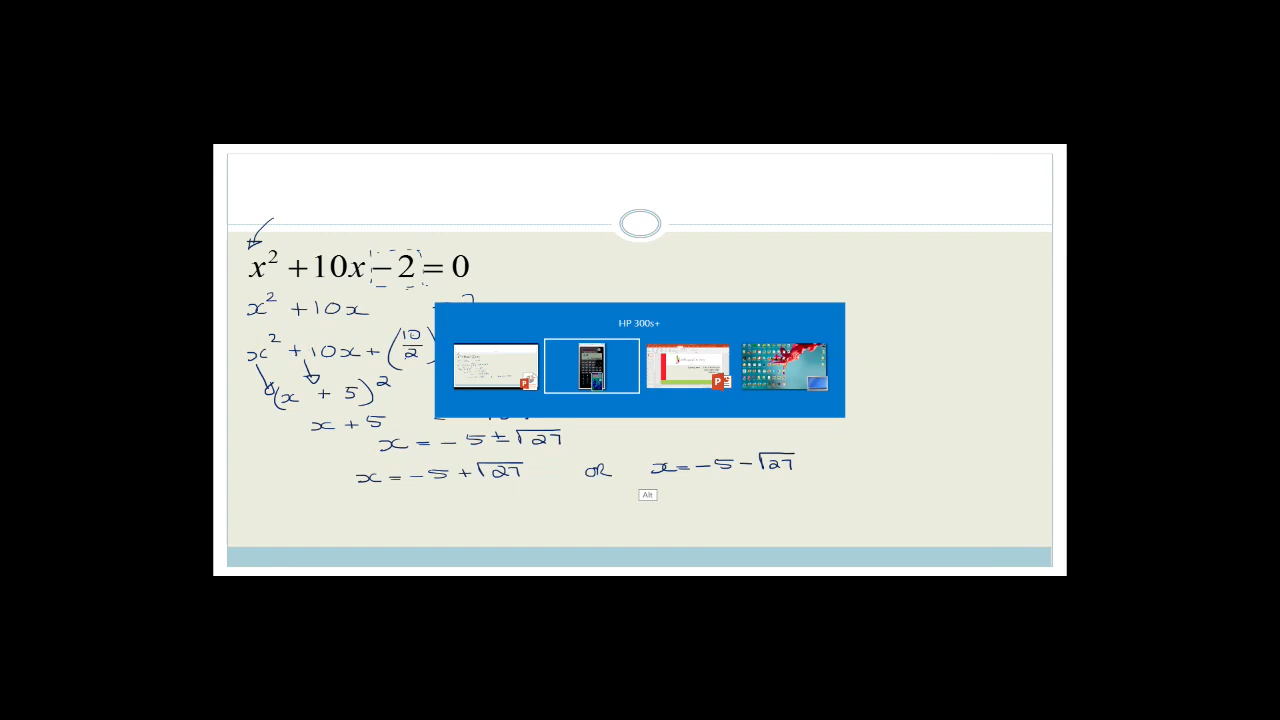 x² + 10x − 2 = 0
x² + 10x
x² + 10x + (10/2)
(x + 5)²
x + 5
x = − 5 ± √27
x = − 5 + √27 OR x = − 5 − √27
HP 300s+
Alt